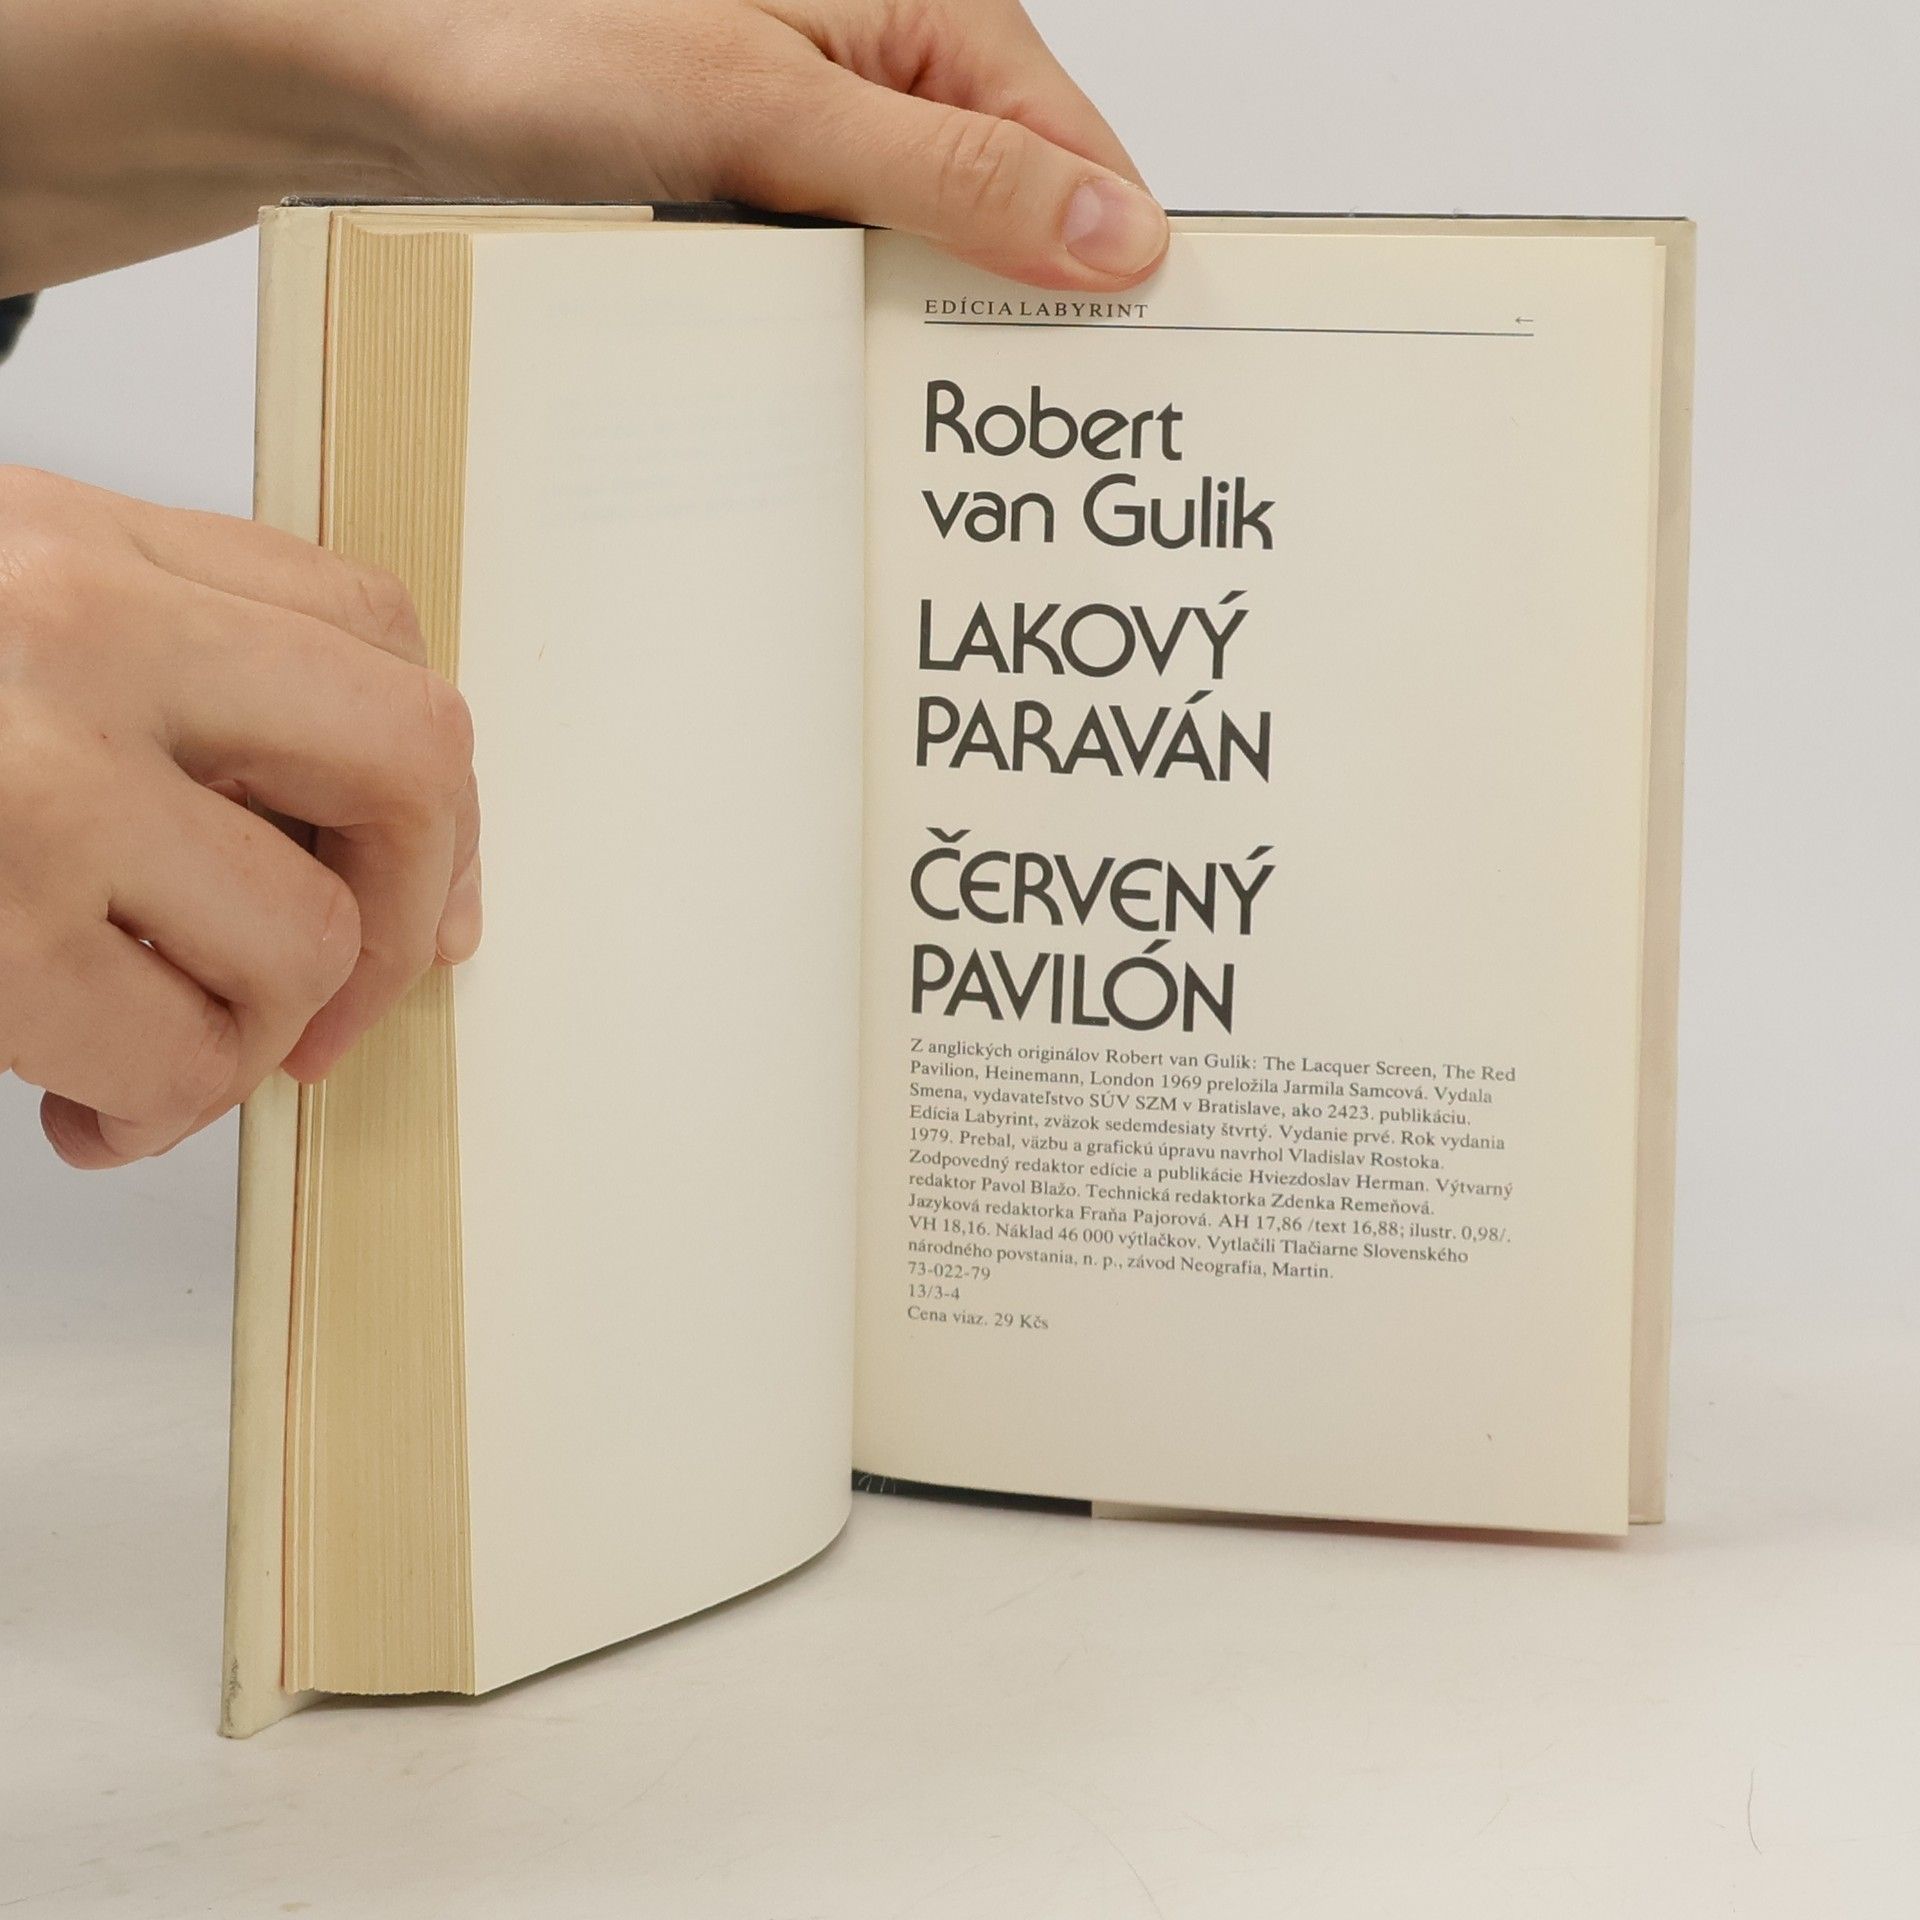 EDÍCIA LABYRINT ←
Robert
van Gulik
LAKOVÝ
PARAVÁN
ČERVENÝ
PAVILÓN
Z anglických originálov Robert van Gulik: The Lacquer Screen, The Red
Pavilion, Heinemann, London 1969 preložila Jarmila Samcová. Vydala
Smena, vydavateľstvo SÚV SZM v Bratislave, ako 2423. publikáciu.
Edícia Labyrint, zväzok sedemdesiaty štvrtý. Vydanie prvé. Rok vydania
1979. Prebal, väzbu a grafickú úpravu navrhol Vladislav Rostoka.
Zodpovedný redaktor edície a publikácie Hviezdoslav Herman. Výtvarný
redaktor Pavol Blažo. Technická redaktorka Zdenka Remeňová.
Jazyková redaktorka Fraňa Pajorová. AH 17,86 /text 16,88; ilustr. 0,98/.
VH 18,16. Náklad 46 000 výtlačkov. Vytlačili Tlačiarne Slovenského
národného povstania, n. p., závod Neografia, Martin.
73-022-79
13/3-4
Cena viaz. 29 Kčs